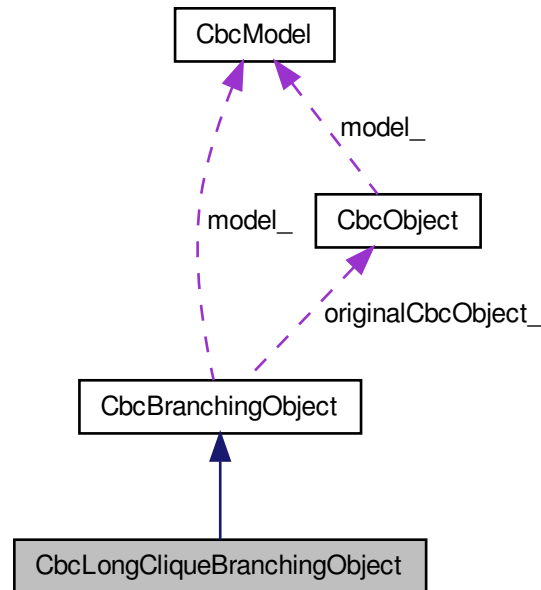 CbcModel
model_
CbcObject
model_
originalCbcObject_
CbcBranchingObject
CbcLongCliqueBranchingObject